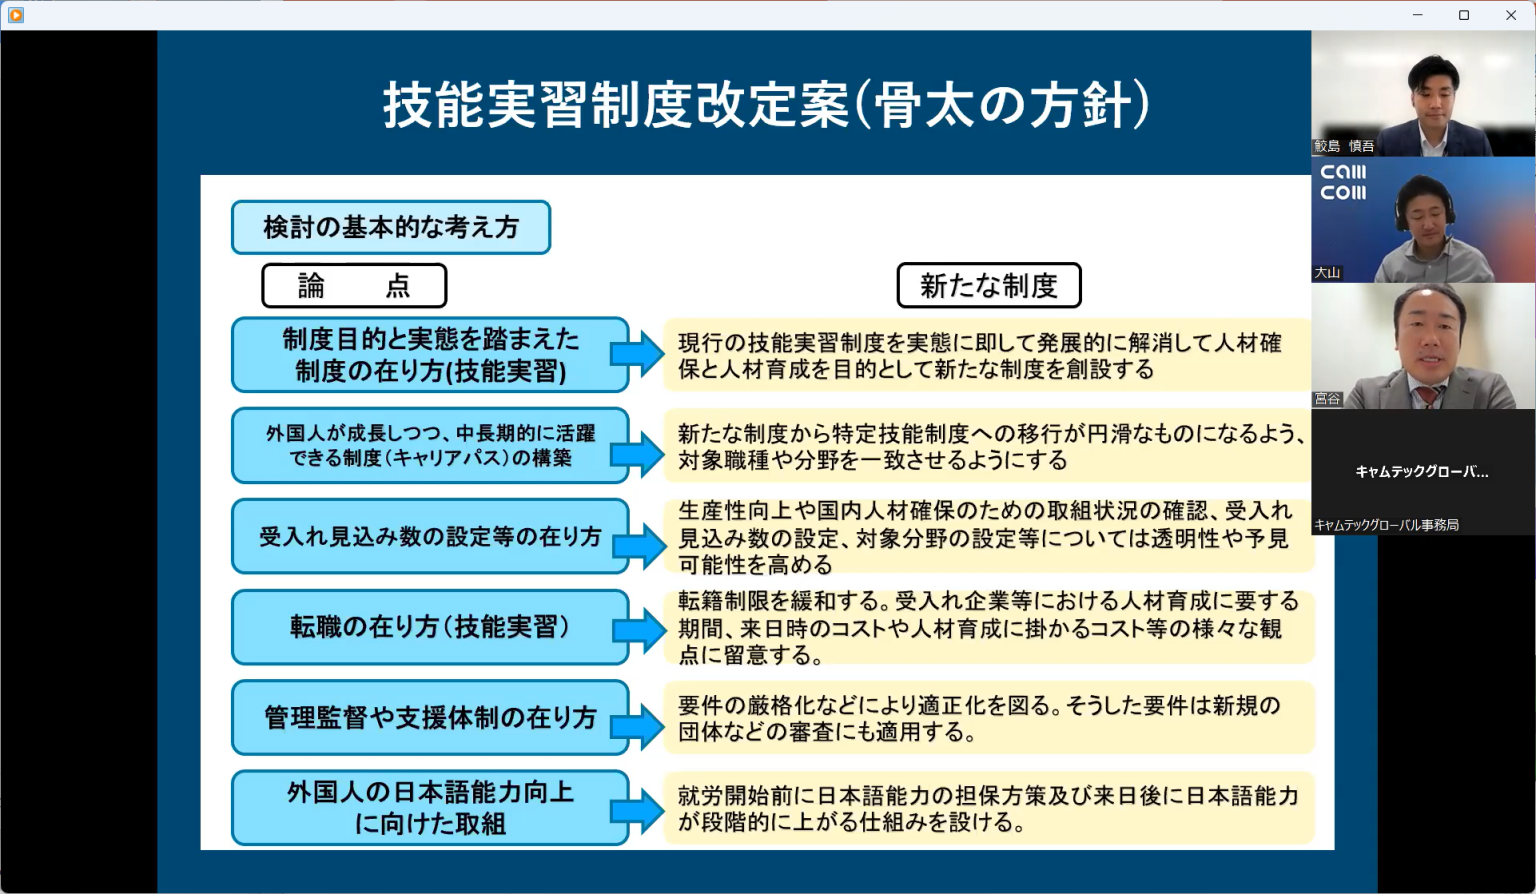 技能実習制度改定案(骨太の方針)
検討の基本的な考え方
論　点
新たな制度
制度目的と実態を踏まえた
制度の在り方(技能実習)
現行の技能実習制度を実態に即して発展的に解消して人材確
保と人材育成を目的として新たな制度を創設する
外国人が成長しつつ、中長期的に活躍
できる制度(キャリアパス)の構築
新たな制度から特定技能制度への移行が円滑なものになるよう、
対象職種や分野を一致させるようにする
受入れ見込み数の設定等の在り方
生産性向上や国内人材確保のための取組状況の確認、受入れ
見込み数の設定、対象分野の設定等については透明性や予見
可能性を高める
転職の在り方(技能実習)
転籍制限を緩和する。受入れ企業等における人材育成に要する
期間、来日時のコストや人材育成に掛かるコスト等の様々な観
点に留意する。
管理監督や支援体制の在り方
要件の厳格化などにより適正化を図る。そうした要件は新規の
団体などの審査にも適用する。
外国人の日本語能力向上
に向けた取組
就労開始前に日本語能力の担保方策及び来日後に日本語能力
が段階的に上がる仕組みを設ける。
鮫島 慎吾
cam
com
大山
宮谷
キャムテックグローバ...
キャムテックグローバル事務局